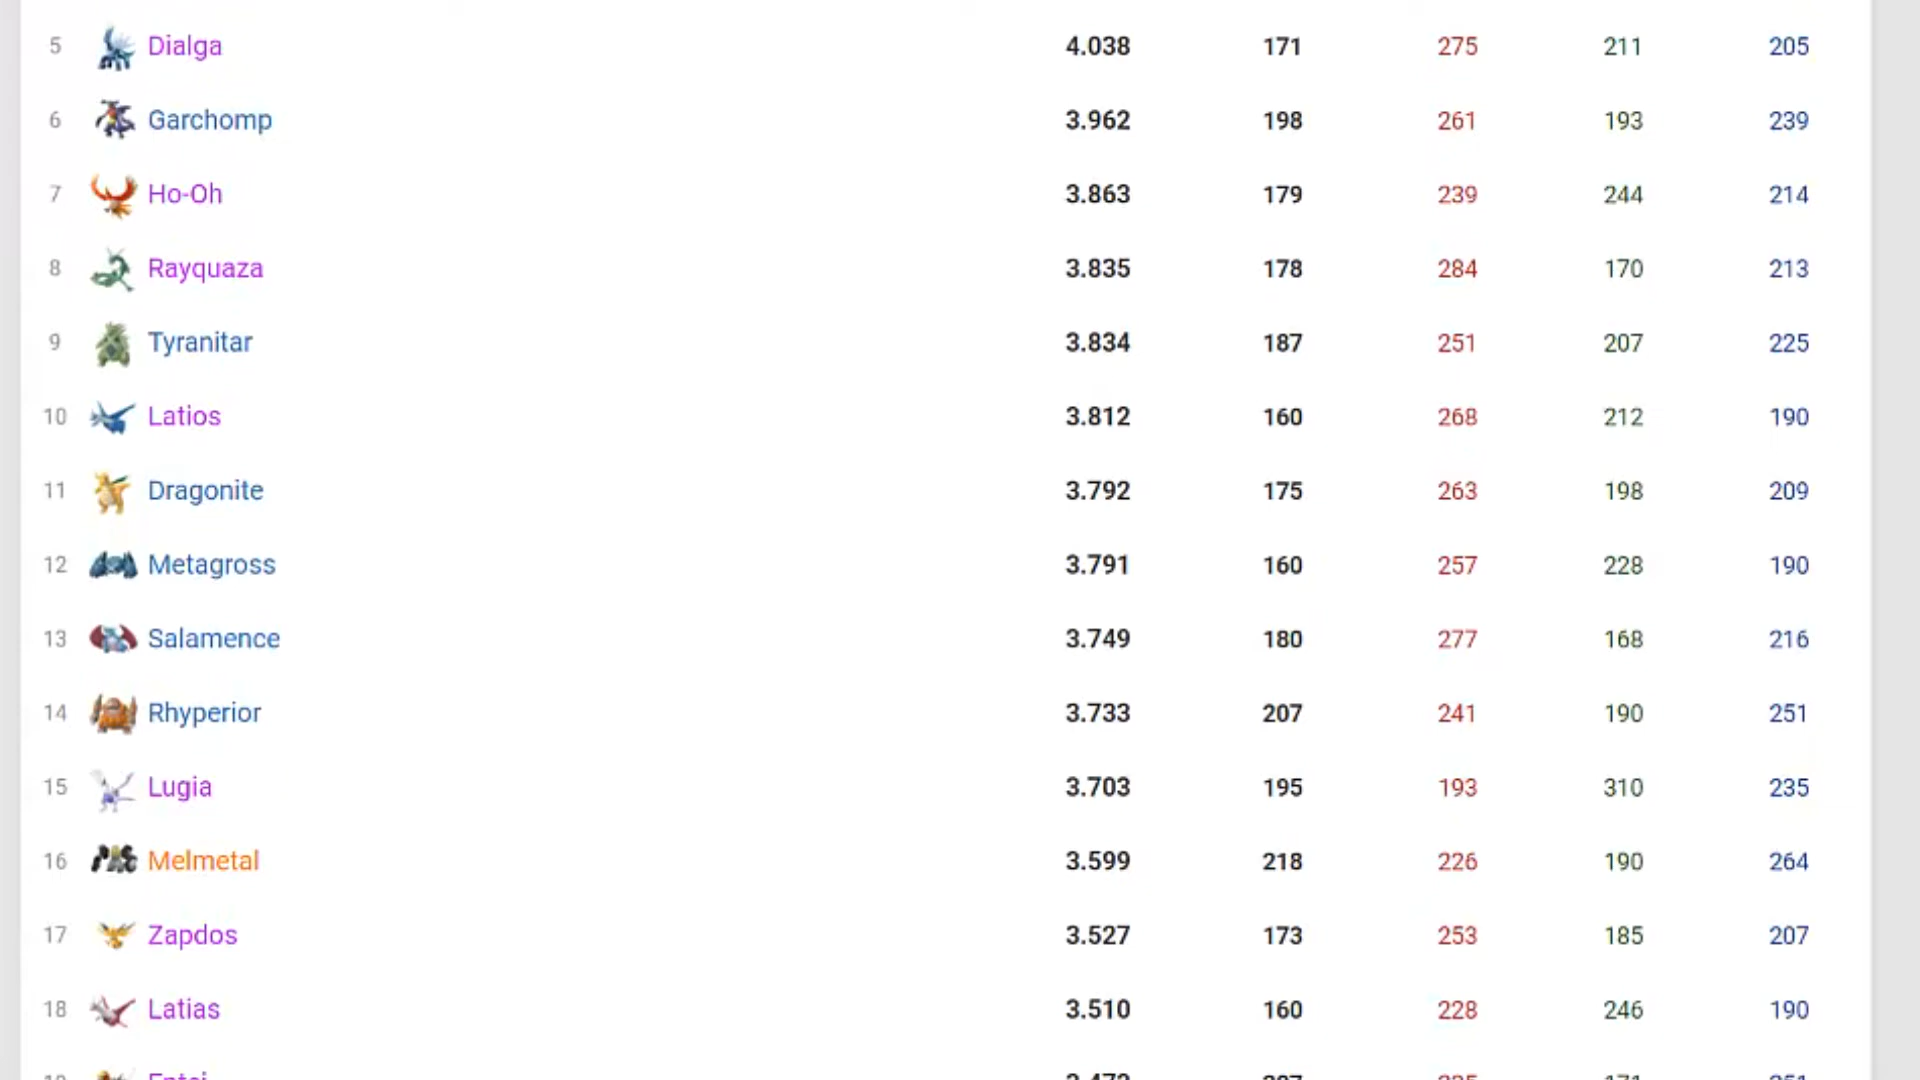 5 Dialga 4.038 171 275 211 205
6 Garchomp 3.962 198 261 193 239
7 Ho-Oh 3.863 179 239 244 214
8 Rayquaza 3.835 178 284 170 213
9 Tyranitar 3.834 187 251 207 225
10 Latios 3.812 160 268 212 190
11 Dragonite 3.792 175 263 198 209
12 Metagross 3.791 160 257 228 190
13 Salamence 3.749 180 277 168 216
14 Rhyperior 3.733 207 241 190 251
15 Lugia 3.703 195 193 310 235
16 Melmetal 3.599 218 226 190 264
17 Zapdos 3.527 173 253 185 207
18 Latias 3.510 160 228 246 190